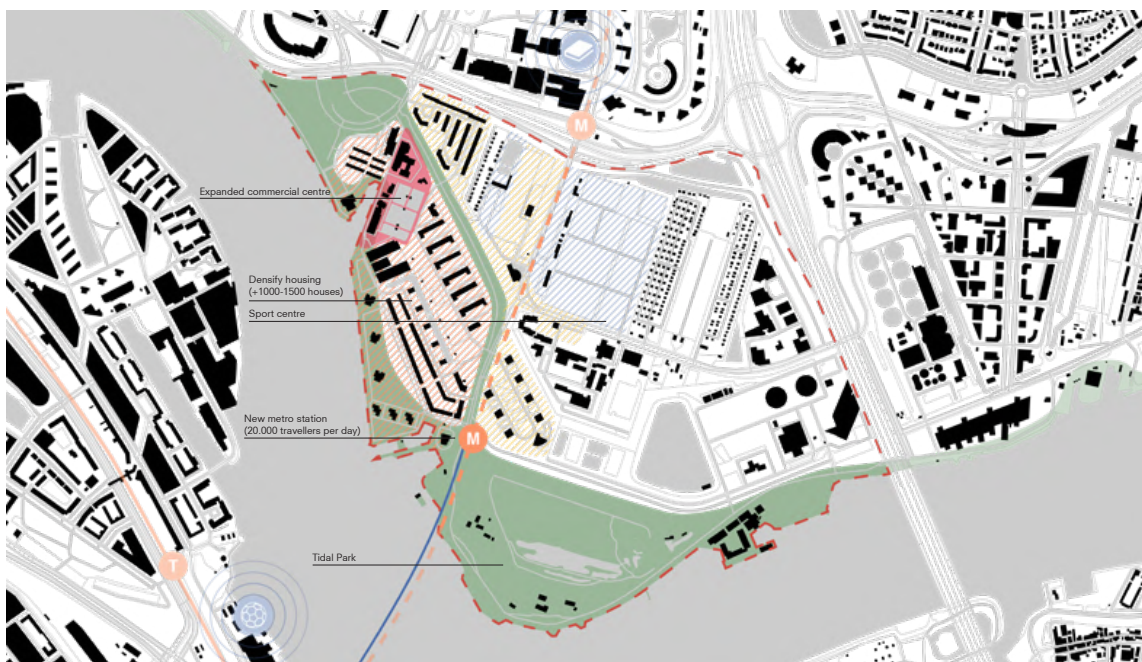 M
Expanded commercial centre
Densify housing
(+1000-1500 houses)
Sport centre
New metro station
(20.000 travellers per day)
M
Tidal Park
T